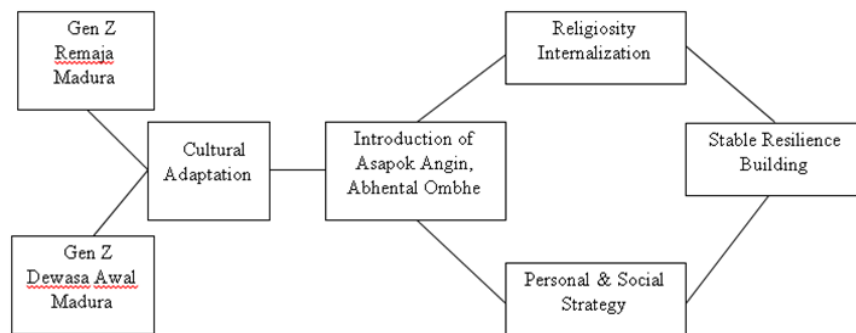 Gen Z
Remaja
Madura
Cultural
Adaptation
Gen Z
Dewasa Awal
Madura
Introduction of
Asapok Angin,
Abhental Ombhe
Religiosity
Internalization
Personal & Social
Strategy
Stable Resilience
Building